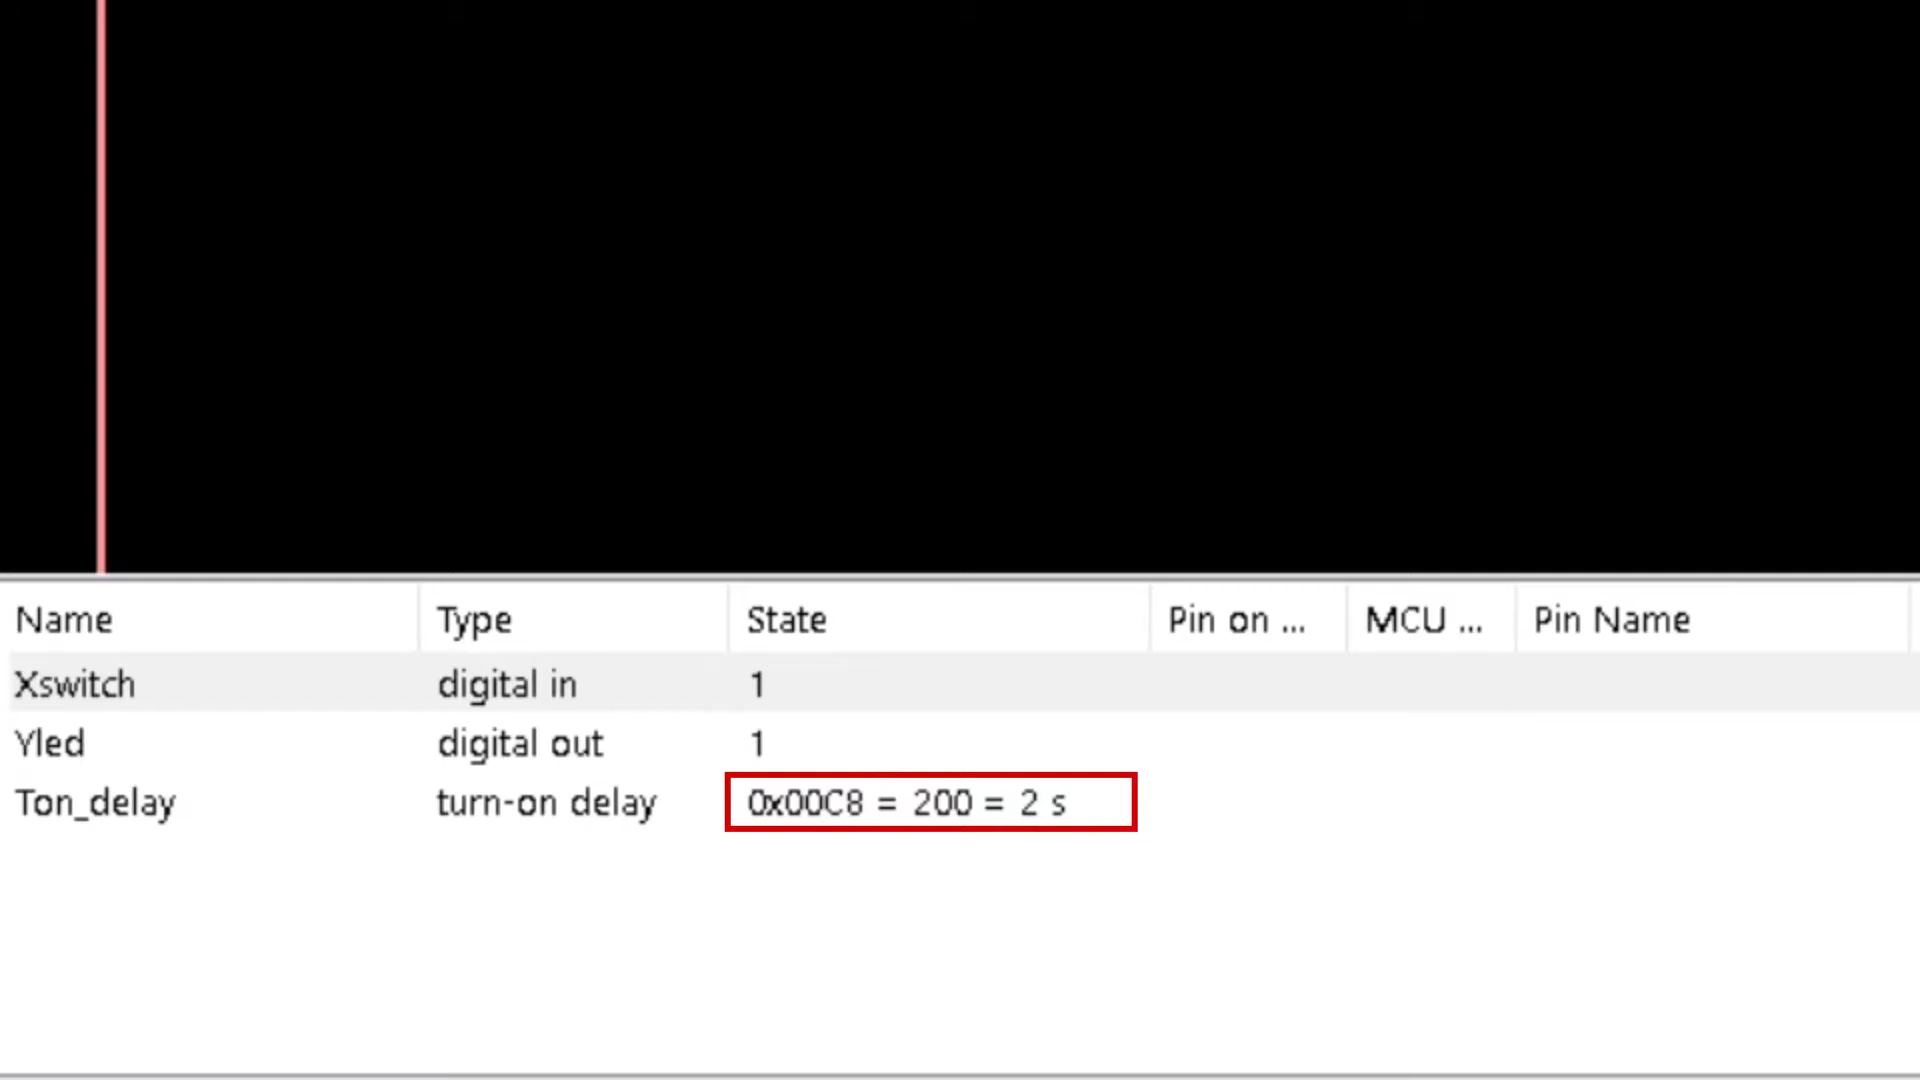 Name Type State Pin on ... MCU ... Pin Name
Xswitch digital in 1
Yled digital out 1
Ton_delay turn-on delay 0x00C8 = 200 = 2 s